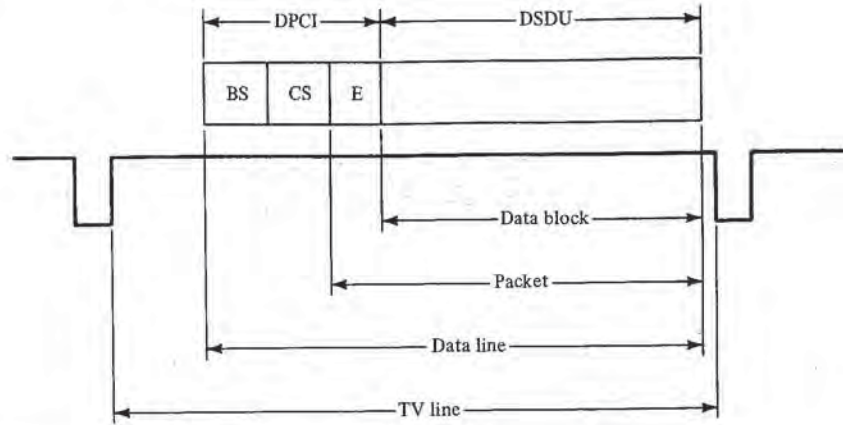 DPCI DSDU
BS CS E
Data block
Packet
Data line
TV line